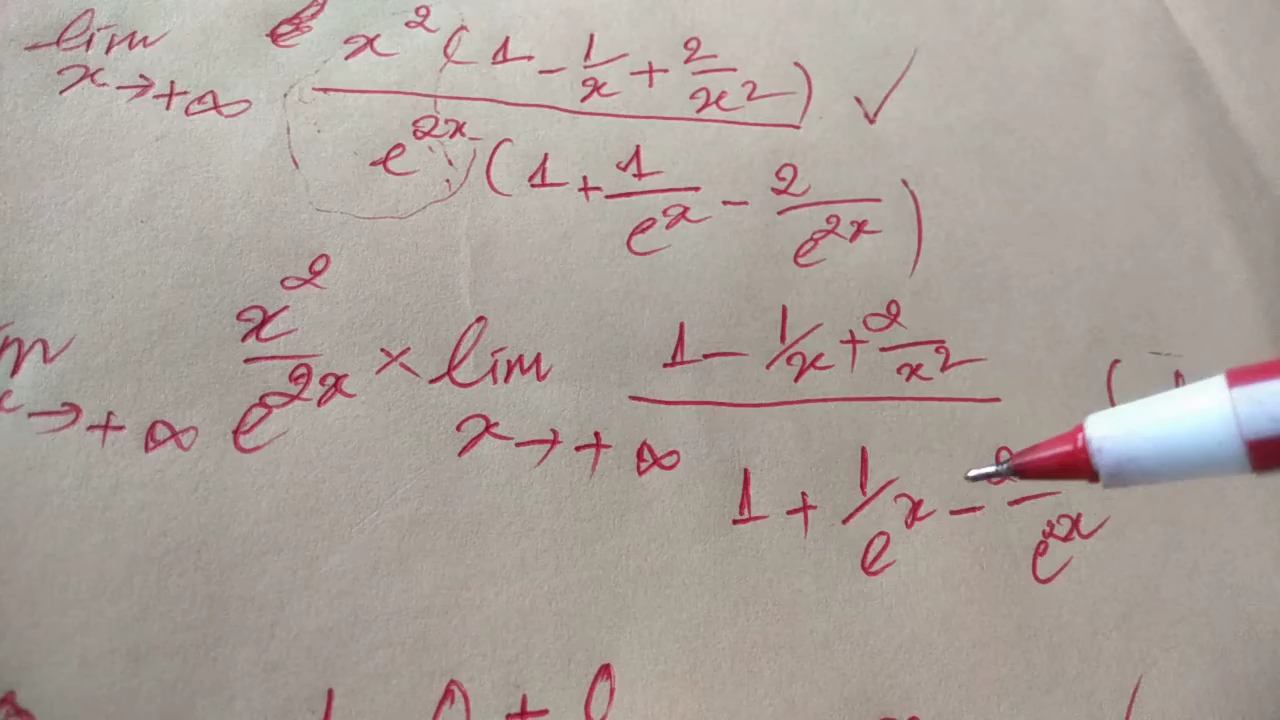 lim x² (1 - 1/x + 2/x²) ✓
x→+∞ e^2x (1 + 1/e^x - 2/e^2x)
x² × lim 1 - 1/x + 2/x²
→+∞ e^2x x→+∞ 1 + 1/e^x - 2/e^2x